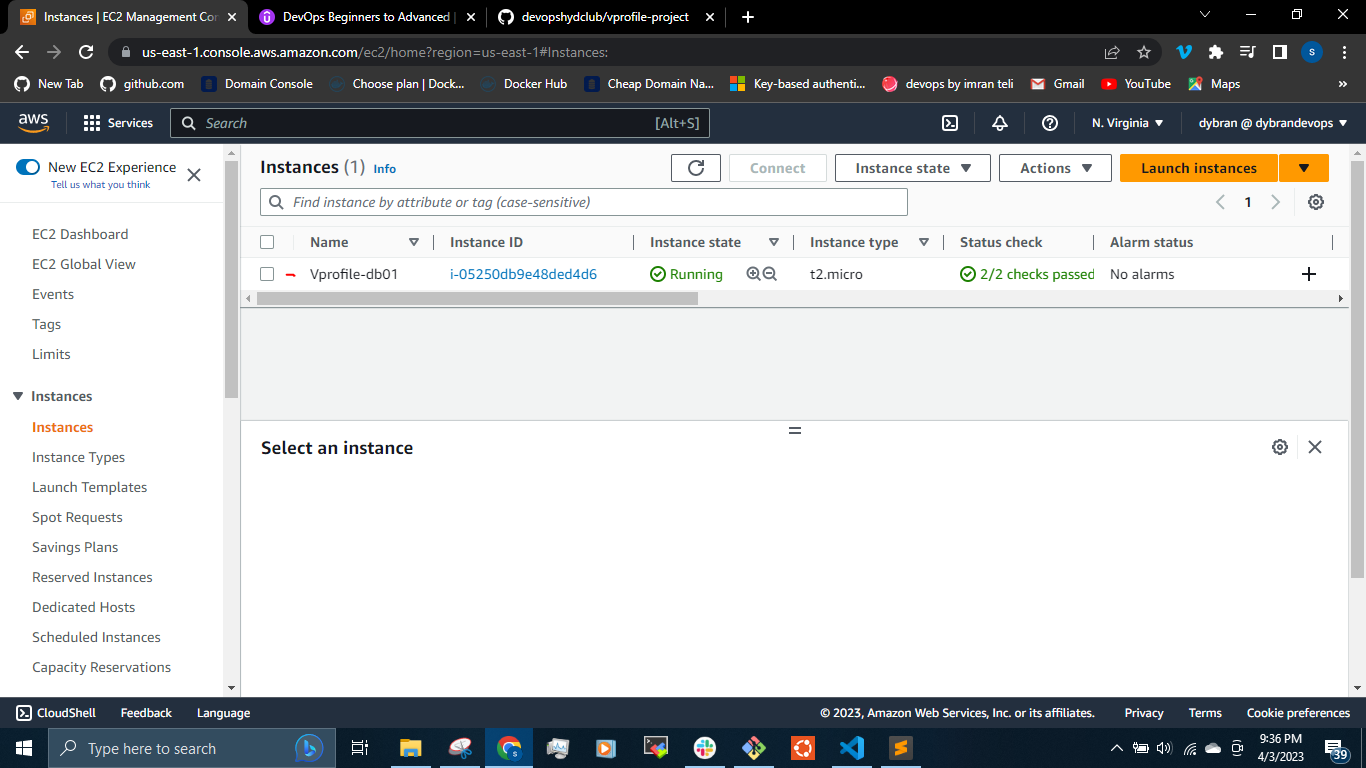 Instances | EC2 Management Con
DevOps Beginners to Advanced |
devopshydclub/vprofile-project
us-east-1.console.aws.amazon.com/ec2/home?region=us-east-1#Instances:
S
New Tab
github.com
Domain Console
Choose plan | Dock...
Docker Hub
Cheap Domain Na...
Key-based authenti...
devops by imran teli
Gmail
YouTube
Maps
»
aws
Services
Search
[Alt+S]
N. Virginia
dybran @ dybrandevops
New EC2 Experience
Tell us what you think
EC2 Dashboard
EC2 Global View
Events
Tags
Limits
Instances
Instances
Instance Types
Launch Templates
Spot Requests
Savings Plans
Reserved Instances
Dedicated Hosts
Scheduled Instances
Capacity Reservations
Instances (1) Info
Connect
Instance state
Actions
Launch instances
Find instance by attribute or tag (case-sensitive)
1
Name Instance ID Instance state Instance type Status check Alarm status
Vprofile-db01 i-05250db9e48ded4d6 Running t2.micro 2/2 checks passed No alarms
Select an instance
CloudShell
Feedback
Language
© 2023, Amazon Web Services, Inc. or its affiliates.
Privacy
Terms
Cookie preferences
Type here to search
9:36 PM
4/3/2023
39